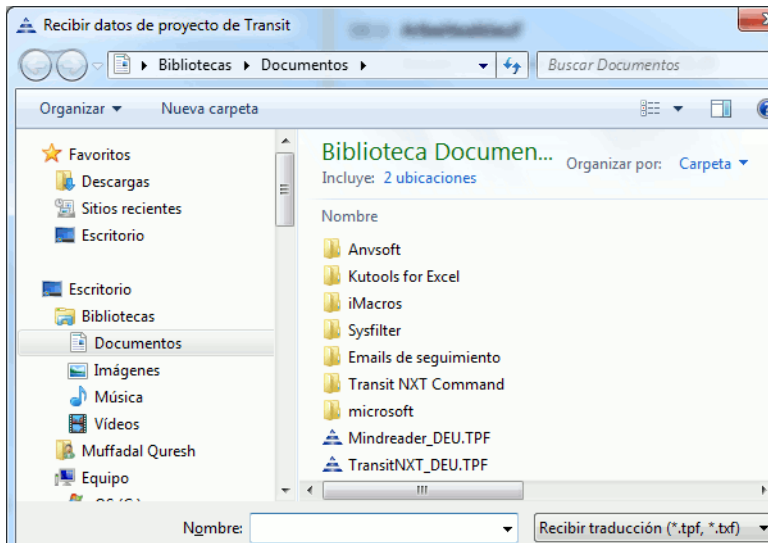 Recibir datos de proyecto de Transit
Bibliotecas Documentos
Buscar Documentos
Organizar Nueva carpeta
Favoritos
Descargas
Sitios recientes
Escritorio
Escritorio
Bibliotecas
Documentos
Imágenes
Música
Vídeos
Muffadal Quresh
Equipo
Biblioteca Documen...
Organizar por: Carpeta
Incluye: 2 ubicaciones
Nombre
Anvsoft
Kutools for Excel
iMacros
Sysfilter
Emails de seguimiento
Transit NXT Command
microsoft
Mindreader_DEU.TPF
TransitNXT_DEU.TPF
Nombre:
Recibir traducción (*.tpf, *.txf)